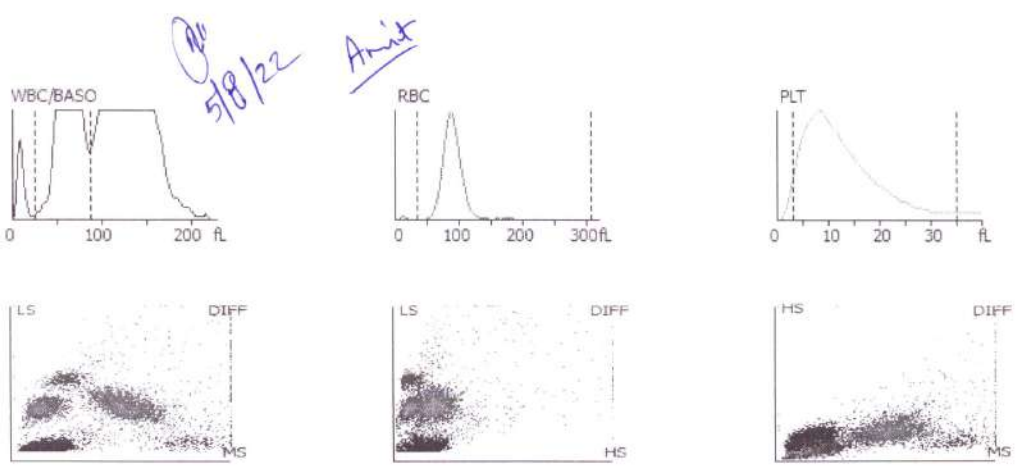 5/8/22
Amit
WBC/BASO
RBC
PLT
0 100 200 fL
0 100 200 300fL
0 10 20 30 fL
LS DIFF
MS
LS DIFF
HS
HS DIFF
MS